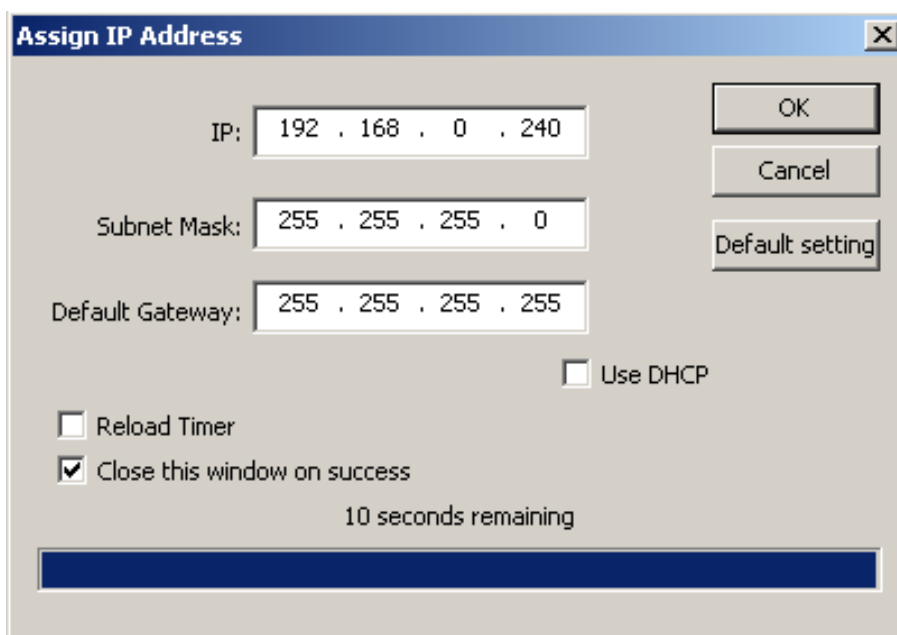 Assign IP Address
IP: 192 . 168 . 0 . 240
OK
Cancel
Subnet Mask: 255 . 255 . 255 . 0
Default setting
Default Gateway: 255 . 255 . 255 . 255
Use DHCP
Reload Timer
Close this window on success
10 seconds remaining